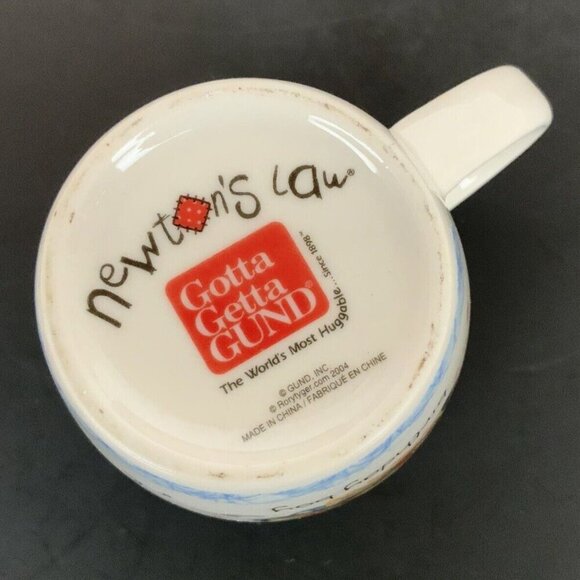 newton's law®
Gotta
Getta
GUND®
The World's Most Huggable....Since 1898™
© GUND, INC.
© Rorytyger.com 2004
MADE IN CHINA / FABRIQUÉ EN CHINE